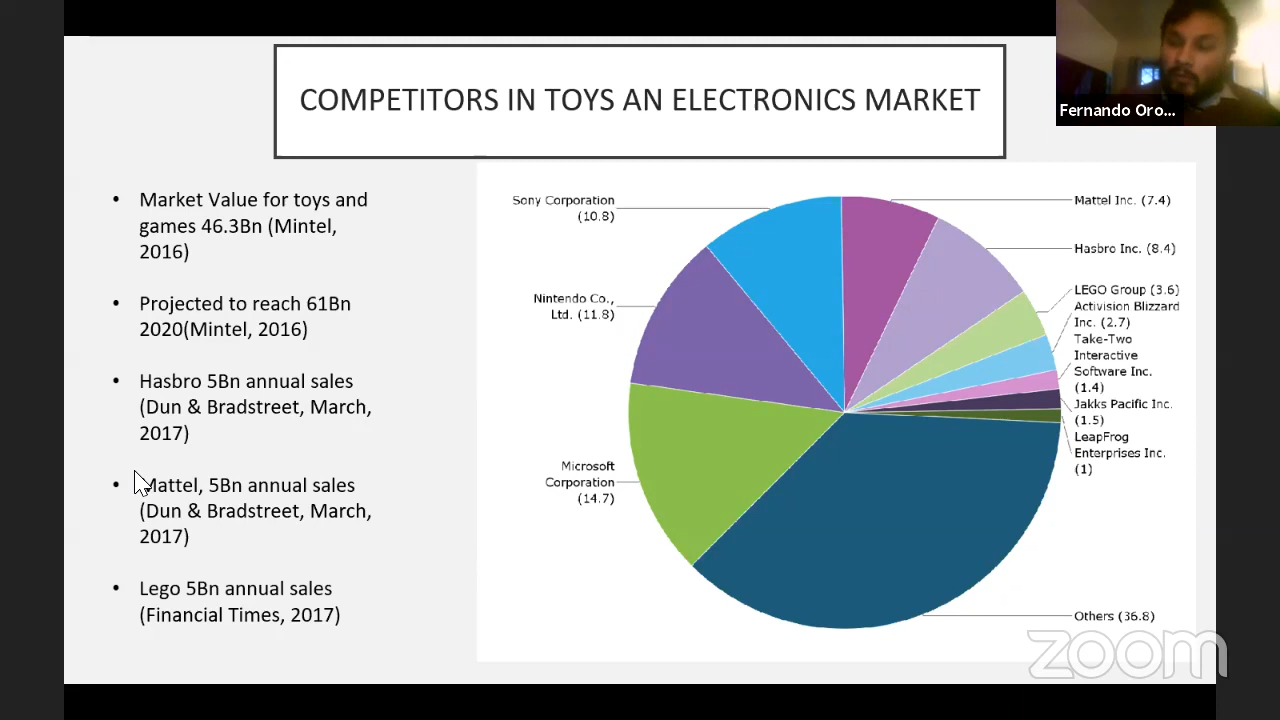 COMPETITORS IN TOYS AN ELECTRONICS MARKET
Fernando Oro...
• Market Value for toys and
games 46.3Bn (Mintel,
2016)
• Projected to reach 61Bn
2020(Mintel, 2016)
• Hasbro 5Bn annual sales
(Dun & Bradstreet, March,
2017)
• Mattel, 5Bn annual sales
(Dun & Bradstreet, March,
2017)
• Lego 5Bn annual sales
(Financial Times, 2017)
Sony Corporation
(10.8)
Nintendo Co.,
Ltd. (11.8)
Microsoft
Corporation
(14.7)
Mattel Inc. (7.4)
Hasbro Inc. (8.4)
LEGO Group (3.6)
Activision Blizzard
Inc. (2.7)
Take-Two
Interactive
Software Inc.
(1.4)
Jakks Pacific Inc.
(1.5)
LeapFrog
Enterprises Inc.
(1)
Others (36.8)
zoom